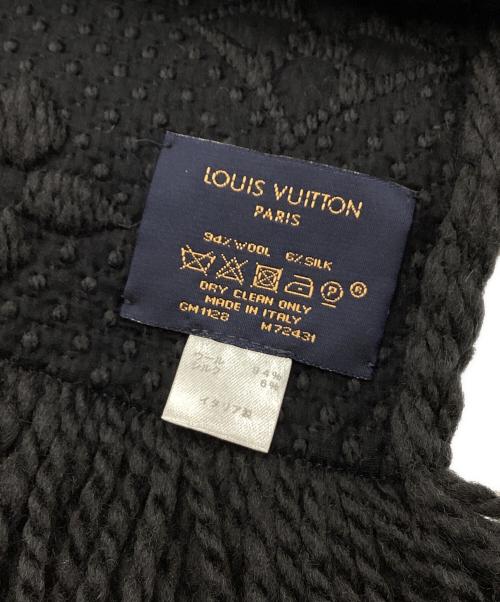 LOUIS VUITTON
PARIS
94% WOOL 6% SILK
P R
DRY CLEAN ONLY
MADE IN ITALY
GM1128 M72431
ウール 94%
シルク 6%
イタリア製